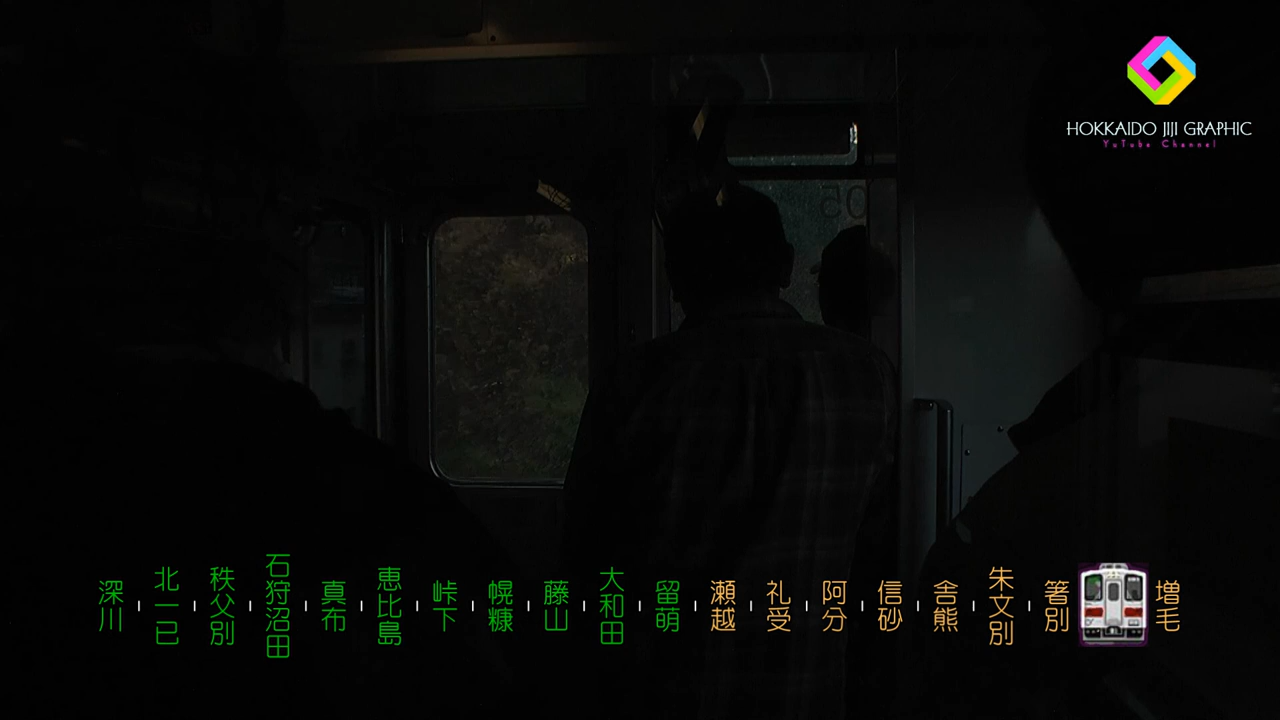 05
HOKKAIDO JIJI GRAPHIC
YuTube Channel
深川
北一已
秩父別
石狩沼田
真布
恵比島
峠下
幌糠
藤山
大和田
留萌
瀬越
礼受
阿分
信砂
舎熊
朱文別
箸別
増毛